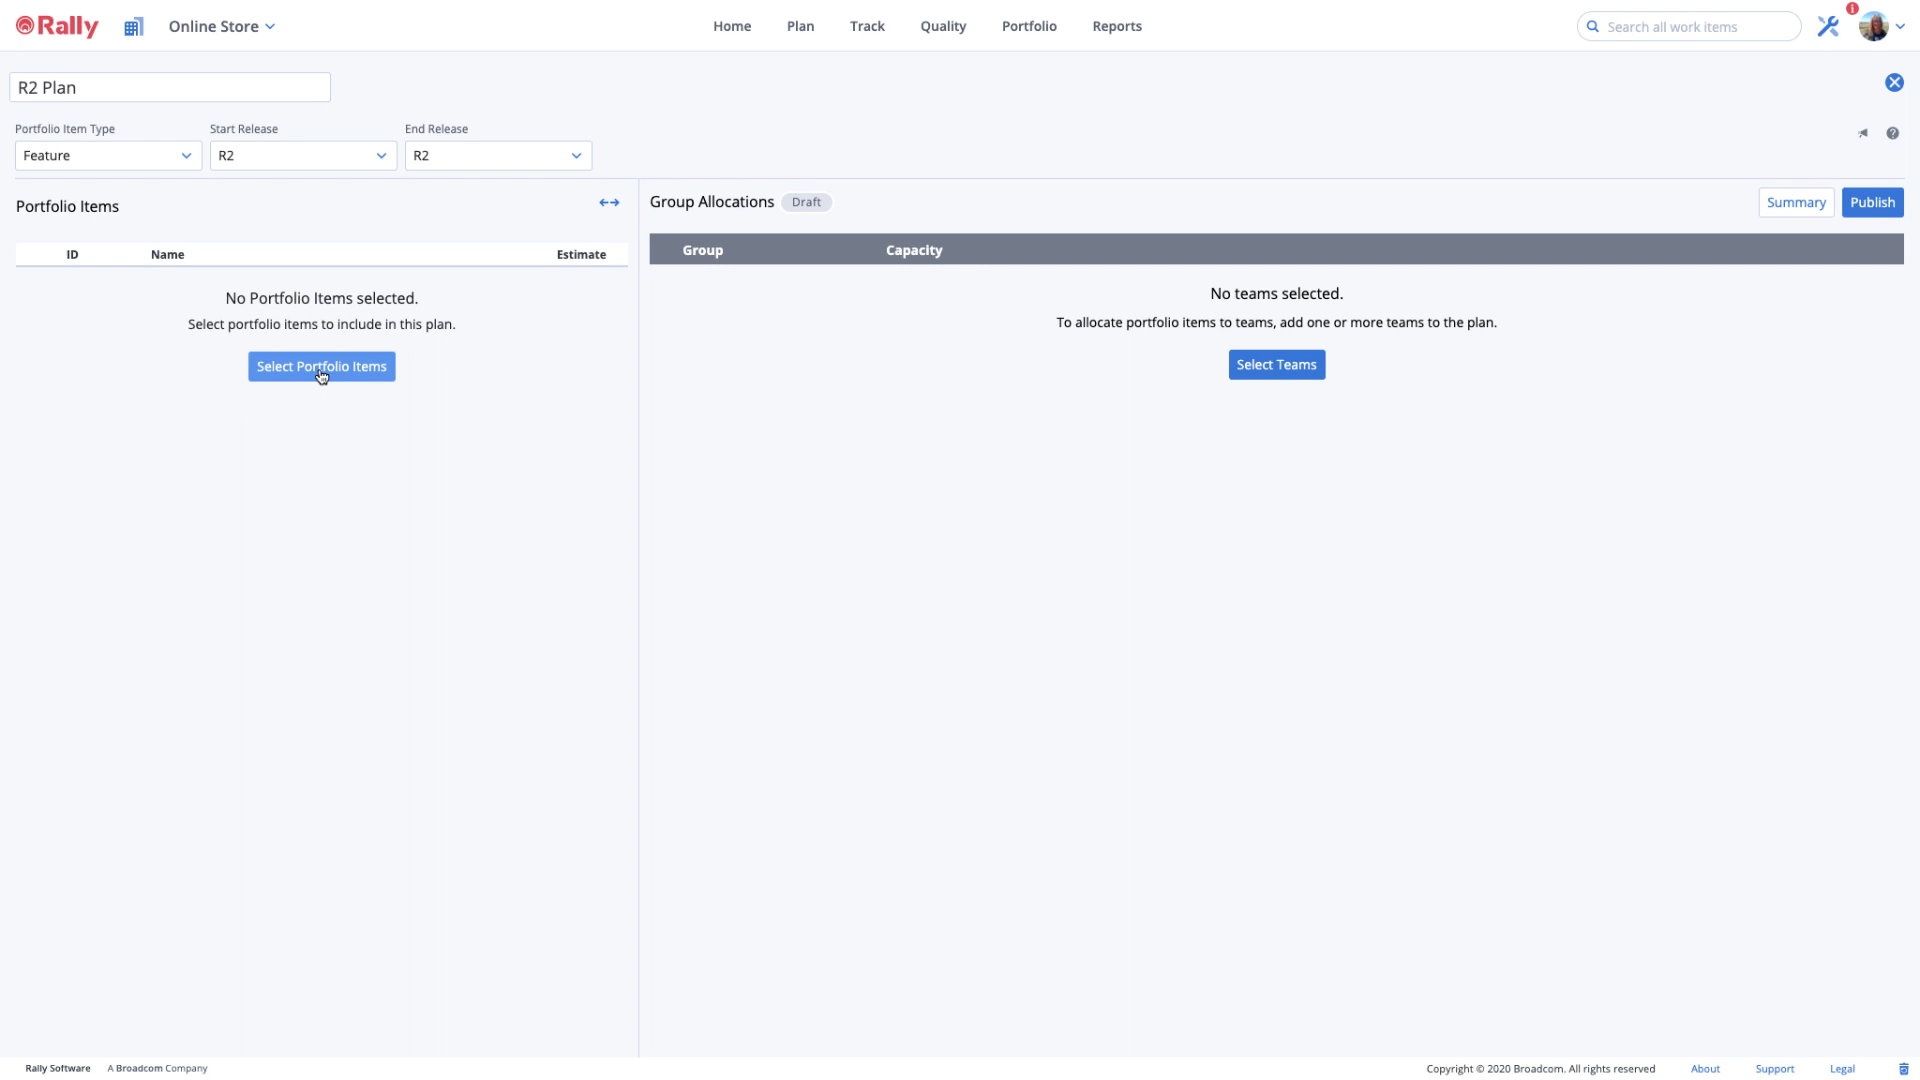 Rally
Online Store
Home Plan Track Quality Portfolio Reports
Search all work items
R2 Plan
Portfolio Item Type Start Release End Release
Feature R2 R2
Portfolio Items
ID Name Estimate
No Portfolio Items selected.
Select portfolio items to include in this plan.
Select Portfolio Items
Group Allocations Draft Summary Publish
Group Capacity
No teams selected.
To allocate portfolio items to teams, add one or more teams to the plan.
Select Teams
Rally Software A Broadcom Company Copyright © 2020 Broadcom. All rights reserved About Support Legal